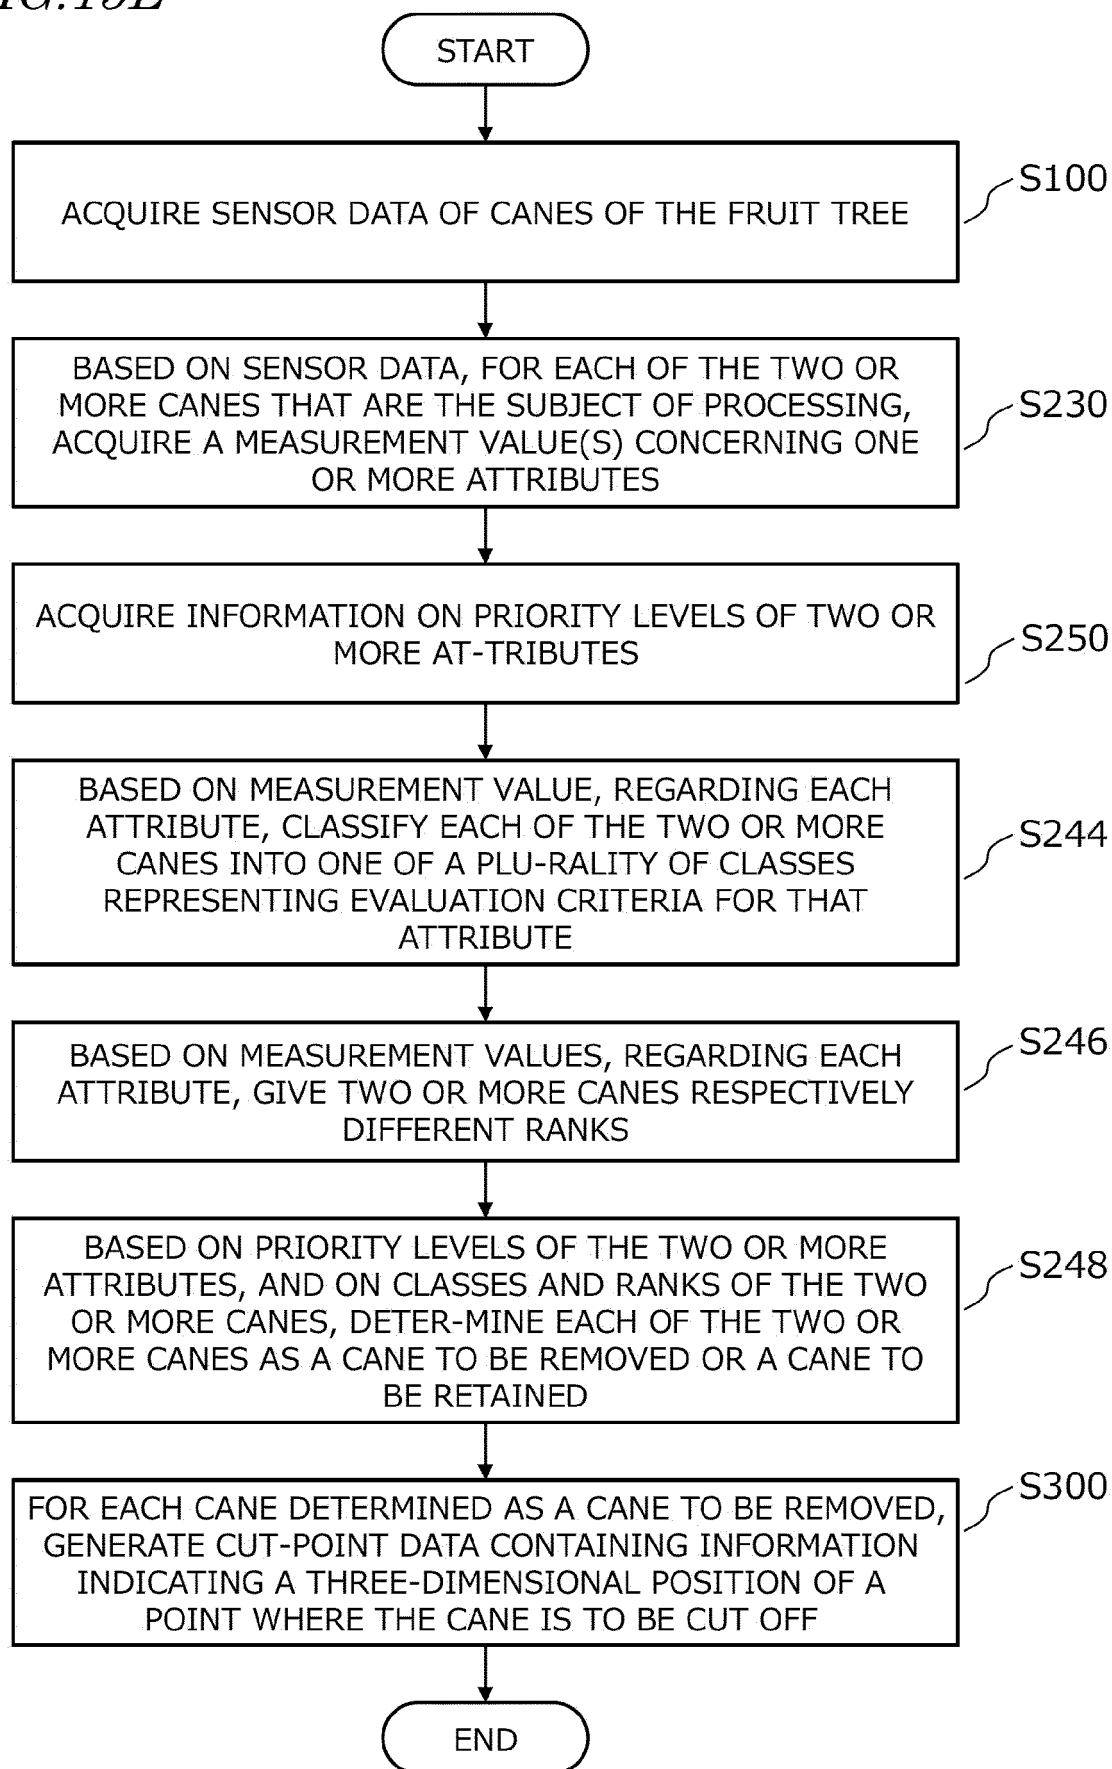 START
ACQUIRE SENSOR DATA OF CANES OF THE FRUIT TREE
S100
BASED ON SENSOR DATA, FOR EACH OF THE TWO OR
MORE CANES THAT ARE THE SUBJECT OF PROCESSING,
ACQUIRE A MEASUREMENT VALUE(S) CONCERNING ONE
OR MORE ATTRIBUTES
S230
ACQUIRE INFORMATION ON PRIORITY LEVELS OF TWO OR
MORE AT-TRIBUTES
S250
BASED ON MEASUREMENT VALUE, REGARDING EACH
ATTRIBUTE, CLASSIFY EACH OF THE TWO OR MORE
CANES INTO ONE OF A PLU-RALITY OF CLASSES
REPRESENTING EVALUATION CRITERIA FOR THAT
ATTRIBUTE
S244
BASED ON MEASUREMENT VALUES, REGARDING EACH
ATTRIBUTE, GIVE TWO OR MORE CANES RESPECTIVELY
DIFFERENT RANKS
S246
BASED ON PRIORITY LEVELS OF THE TWO OR MORE
ATTRIBUTES, AND ON CLASSES AND RANKS OF THE TWO
OR MORE CANES, DETER-MINE EACH OF THE TWO OR
MORE CANES AS A CANE TO BE REMOVED OR A CANE TO
BE RETAINED
S248
FOR EACH CANE DETERMINED AS A CANE TO BE REMOVED,
GENERATE CUT-POINT DATA CONTAINING INFORMATION
INDICATING A THREE-DIMENSIONAL POSITION OF A
POINT WHERE THE CANE IS TO BE CUT OFF
S300
END